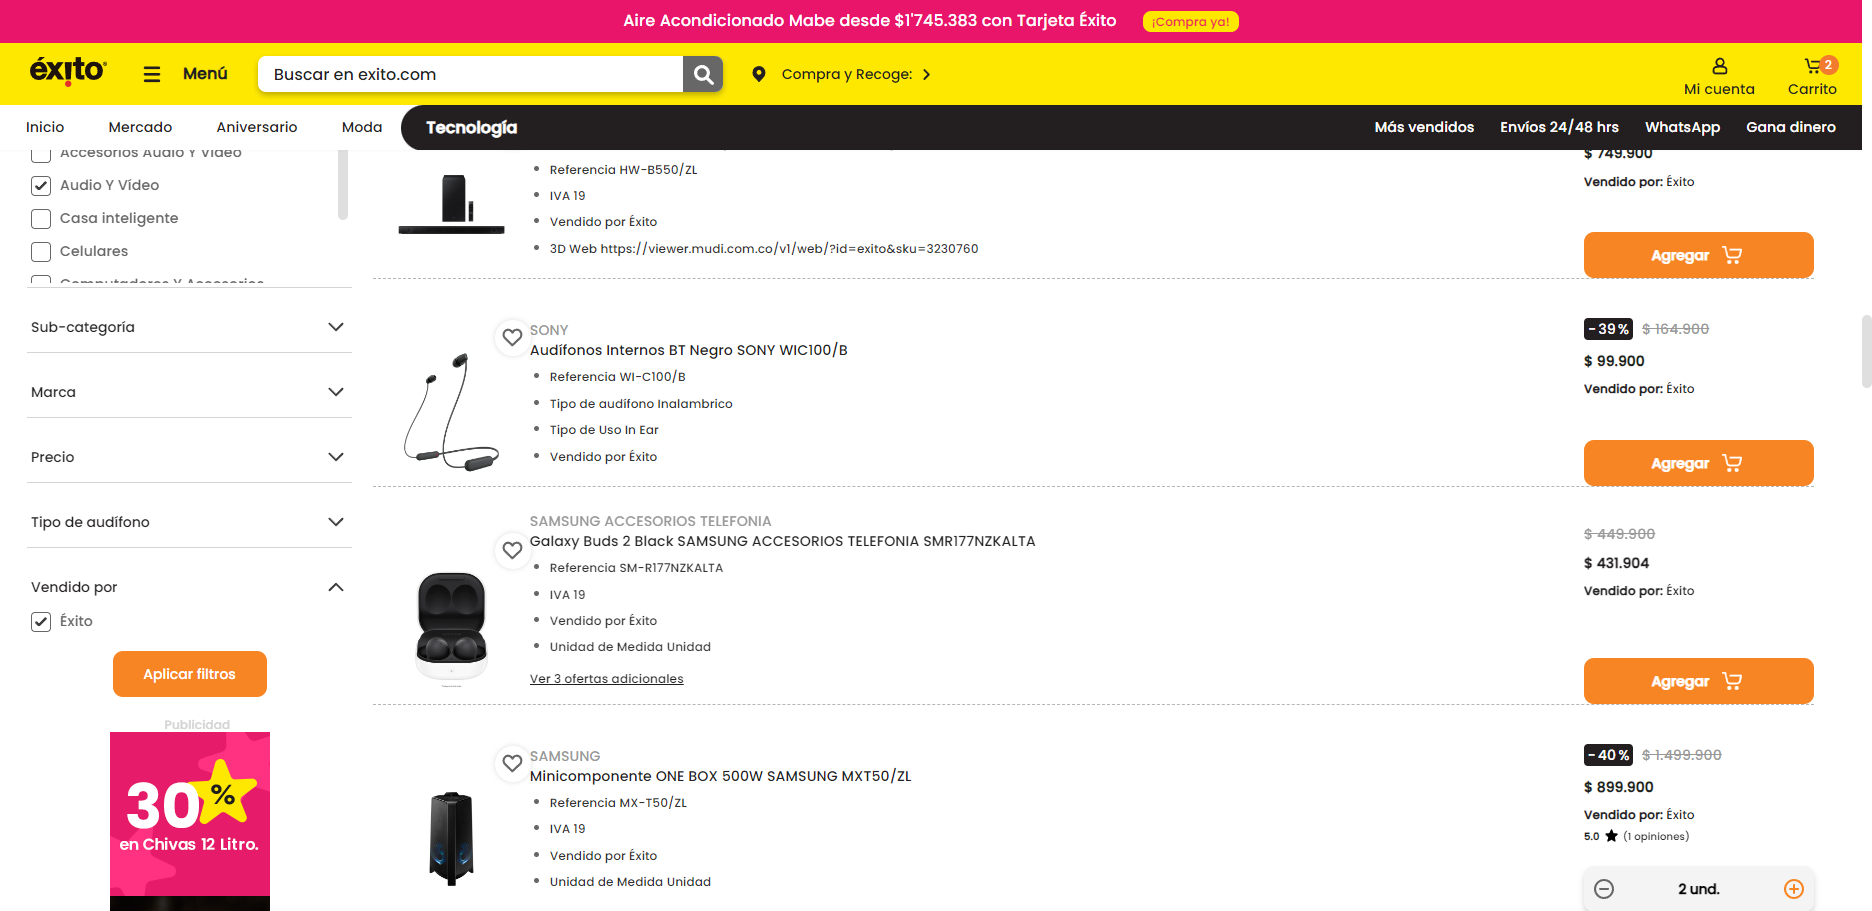 Aire Acondicionado Mabe desde $1'745.383 con Tarjeta Éxito ¡Compra ya!
éxito
Menú
Buscar en exito.com
Compra y Recoge:
Mi cuenta
2
Carrito
Inicio
Mercado
Aniversario
Moda
Tecnología
Más vendidos
Envíos 24/48 hrs
WhatsApp
Gana dinero
Accesorios Audio Y Vídeo
Audio Y Vídeo
Casa inteligente
Celulares
Computadores Y Accesorios
Sub-categoría
Marca
Precio
Tipo de audífono
Vendido por
Éxito
Aplicar filtros
Publicidad
30%
en Chivas 12 Litro.
Referencia HW-B550/ZL
IVA 19
Vendido por Éxito
3D Web https://viewer.mudi.com.co/v1/web/?id=exito&sku=3230760
$ 749.900
Vendido por: Éxito
Agregar
SONY
Audífonos Internos BT Negro SONY WIC100/B
Referencia WI-C100/B
Tipo de audífono Inalambrico
Tipo de Uso In Ear
Vendido por Éxito
-39% $ 164.900
$ 99.900
Vendido por: Éxito
Agregar
SAMSUNG ACCESORIOS TELEFONIA
Galaxy Buds 2 Black SAMSUNG ACCESORIOS TELEFONIA SMR177NZKALTA
Referencia SM-R177NZKALTA
IVA 19
Vendido por Éxito
Unidad de Medida Unidad
Ver 3 ofertas adicionales
$ 449.900
$ 431.904
Vendido por: Éxito
Agregar
SAMSUNG
Minicomponente ONE BOX 500W SAMSUNG MXT50/ZL
Referencia MX-T50/ZL
IVA 19
Vendido por Éxito
Unidad de Medida Unidad
-40% $ 1.499.900
$ 899.900
Vendido por: Éxito
5.0 ★ (1 opiniones)
2 und.